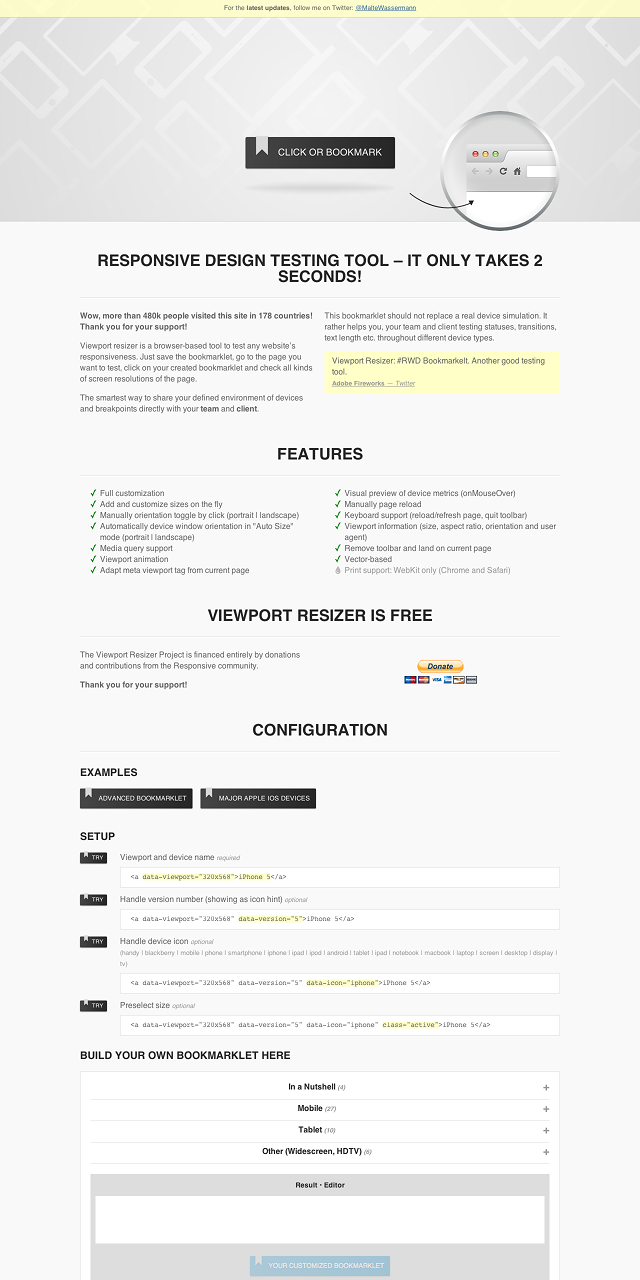 For the latest updates, follow me on Twitter: @MalteWassermann
CLICK OR BOOKMARK
RESPONSIVE DESIGN TESTING TOOL – IT ONLY TAKES 2
SECONDS!
Wow, more than 480k people visited this site in 178 countries!
Thank you for your support!
Viewport resizer is a browser-based tool to test any website's
responsiveness. Just save the bookmarklet, go to the page you
want to test, click on your created bookmarklet and check all kinds
of screen resolutions of the page.
The smartest way to share your defined environment of devices
and breakpoints directly with your team and client.
This bookmarklet should not replace a real device simulation. It
rather helps you, your team and client testing statuses, transitions,
text length etc. throughout different device types.
Viewport Resizer: #RWD Bookmarkelt. Another good testing
tool.
Adobe Fireworks — Twitter
FEATURES
Full customization
Add and customize sizes on the fly
Manually orientation toggle by click (portrait | landscape)
Automatically device window orientation in "Auto Size"
mode (portrait | landscape)
Media query support
Viewport animation
Adapt meta viewport tag from current page
Visual preview of device metrics (onMouseOver)
Manually page reload
Keyboard support (reload/refresh page, quit toolbar)
Viewport information (size, aspect ratio, orientation and user
agent)
Remove toolbar and land on current page
Vector-based
Print support: WebKit only (Chrome and Safari)
VIEWPORT RESIZER IS FREE
The Viewport Resizer Project is financed entirely by donations
and contributions from the Responsive community.
Thank you for your support!
Donate
CONFIGURATION
EXAMPLES
ADVANCED BOOKMARKLET
MAJOR APPLE IOS DEVICES
SETUP
TRY
Viewport and device name required
<a data-viewport="320x568">iPhone 5</a>
TRY
Handle version number (showing as icon hint) optional
<a data-viewport="320x568" data-version="5">iPhone 5</a>
TRY
Handle device icon optional
(handy | blackberry | mobile | phone | smartphone | iphone | ipad | ipod | android | tablet | ipad | notebook | macbook | laptop | screen | desktop | display |
tv)
<a data-viewport="320x568" data-version="5" data-icon="iphone">iPhone 5</a>
TRY
Preselect size optional
<a data-viewport="320x568" data-version="5" data-icon="iphone" class="active">iPhone 5</a>
BUILD YOUR OWN BOOKMARKLET HERE
In a Nutshell (4) +
Mobile (27) +
Tablet (10) +
Other (Widescreen, HDTV) (6) +
Result • Editor
YOUR CUSTOMIZED BOOKMARKLET